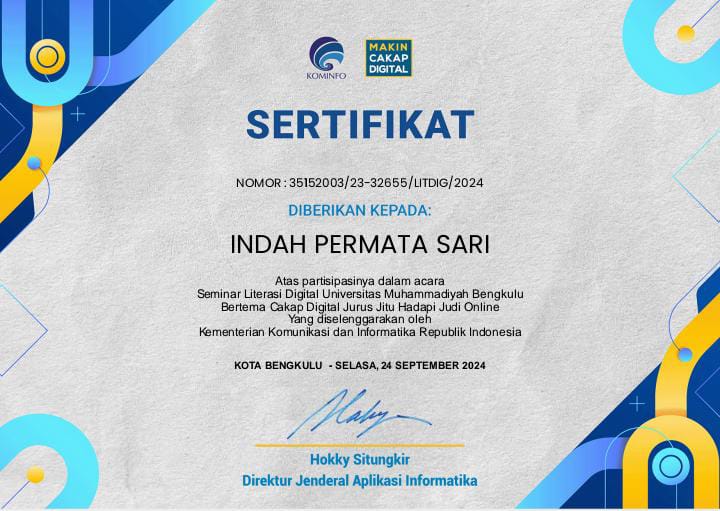 KOMINFO
MAKIN
CAKAP
DIGITAL
SERTIFIKAT
NOMOR : 35152003/23-32655/LITDIG/2024
DIBERIKAN KEPADA:
INDAH PERMATA SARI
Atas partisipasinya dalam acara
Seminar Literasi Digital Universitas Muhammadiyah Bengkulu
Bertema Cakap Digital Jurus Jitu Hadapi Judi Online
Yang diselenggarakan oleh
Kementerian Komunikasi dan Informatika Republik Indonesia
KOTA BENGKULU - SELASA, 24 SEPTEMBER 2024
Hokky Situngkir
Direktur Jenderal Aplikasi Informatika